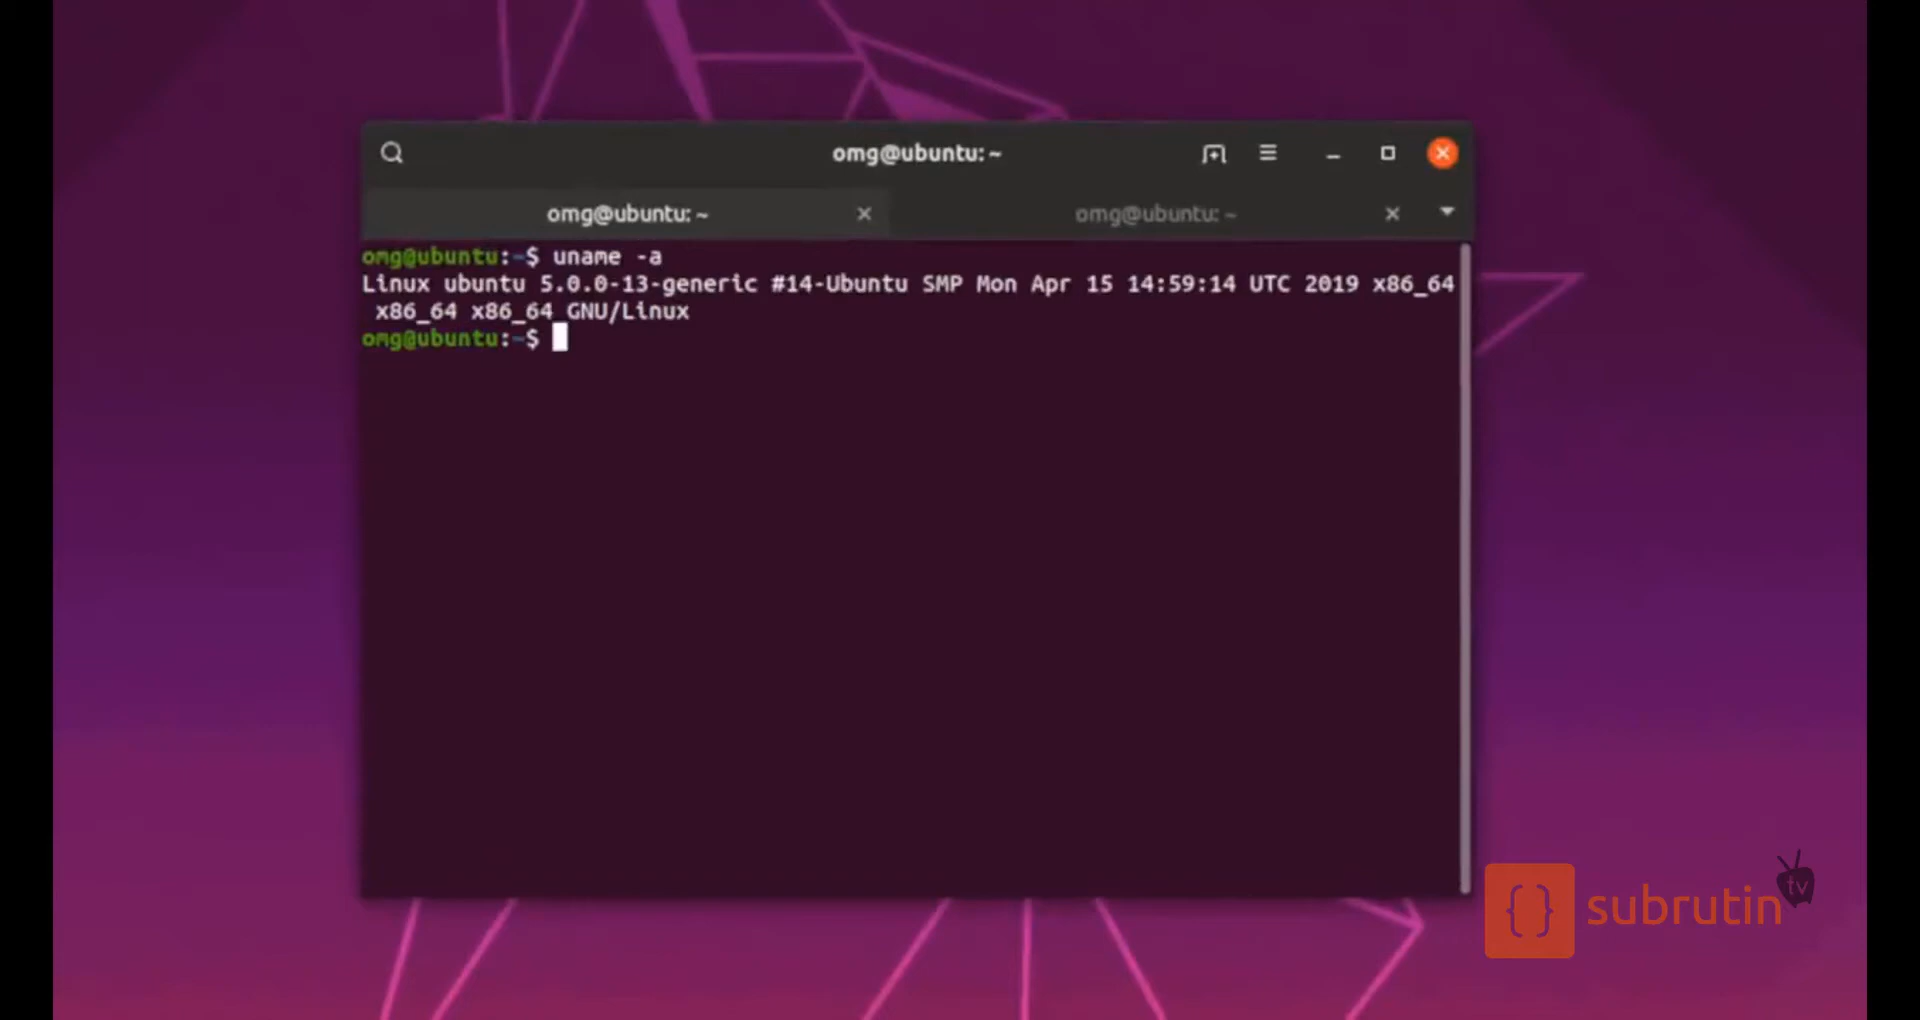 omg@ubuntu: ~
omg@ubuntu: ~
omg@ubuntu: ~
omg@ubuntu:~$ uname -a
Linux ubuntu 5.0.0-13-generic #14-Ubuntu SMP Mon Apr 15 14:59:14 UTC 2019 x86_64
x86_64 x86_64 GNU/Linux
omg@ubuntu:~$
{} subrutin tv